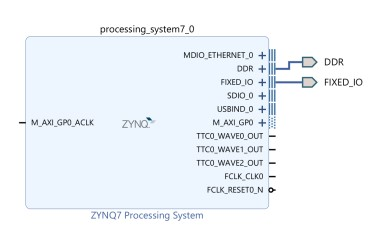 processing_system7_0
MDIO_ETHERNET_0
DDR
FIXED_IO
SDIO_0
USBIND_0
M_AXI_GP0
TTC0_WAVE0_OUT
TTC0_WAVE1_OUT
TTC0_WAVE2_OUT
FCLK_CLK0
FCLK_RESET0_N
M_AXI_GP0_ACLK
ZYNQ
DDR
FIXED_IO
ZYNQ7 Processing System